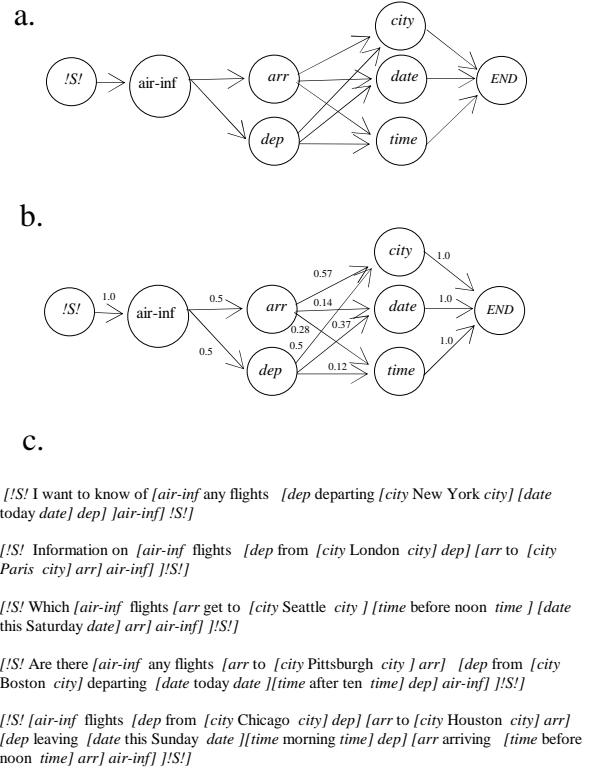 a.
!S!
air-inf
arr
dep
city
date
time
END
b.
!S!
1.0
air-inf
0.5
0.5
arr
dep
0.57
0.14
0.28
0.37
0.5
0.12
city
date
time
1.0
1.0
1.0
END
c.
[!S! I want to know of [air-inf any flights [dep departing [city New York city] [date
today date] dep] ]air-inf] !S!]
[!S! Information on [air-inf flights [dep from [city London city] dep] [arr to [city
Paris city] arr] air-inf] ]!S!]
[!S! Which [air-inf flights [arr get to [city Seattle city ] [time before noon time ] [date
this Saturday date] arr] air-inf] ]!S!]
[!S! Are there [air-inf any flights [arr to [city Pittsburgh city ] arr] [dep from [city
Boston city] departing [date today date ][time after ten time] dep] air-inf] ]!S!]
[!S! [air-inf flights [dep from [city Chicago city] dep] [arr to [city Houston city] arr]
[dep leaving [date this Sunday date ][time morning time] dep] [arr arriving [time before
noon time] arr] air-inf] ]!S!]